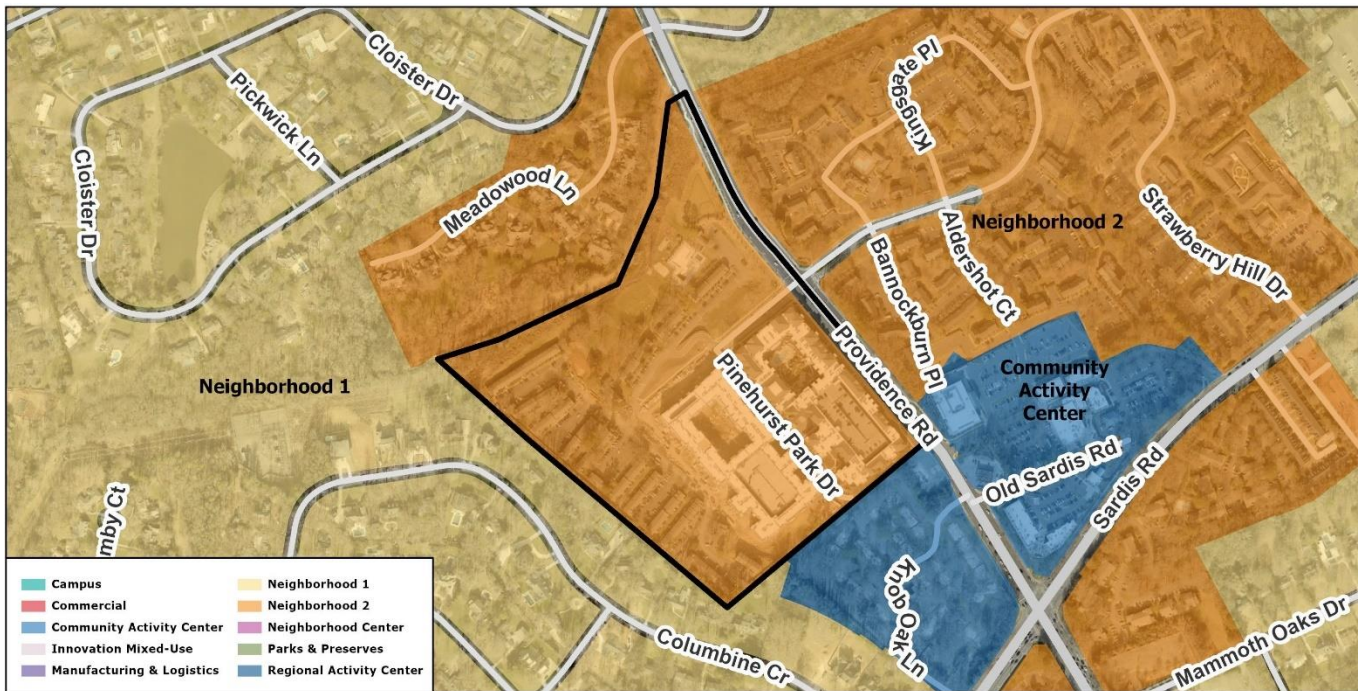 Cloister Dr
Pickwick Ln
Cloister Dr
Meadowood Ln
Kingsgate Pl
Neighborhood 2
Aldershot Ct
Bannockburn Pl
Strawberry Hill Dr
Neighborhood 1
Providence Rd
Pinehurst Park Dr
Community
Activity
Center
Old Sardis Rd
Sardis Rd
Knob Oak Ln
mby Ct
Columbine Cr
Mammoth Oaks Dr
Campus
Commercial
Community Activity Center
Innovation Mixed-Use
Manufacturing & Logistics
Neighborhood 1
Neighborhood 2
Neighborhood Center
Parks & Preserves
Regional Activity Center